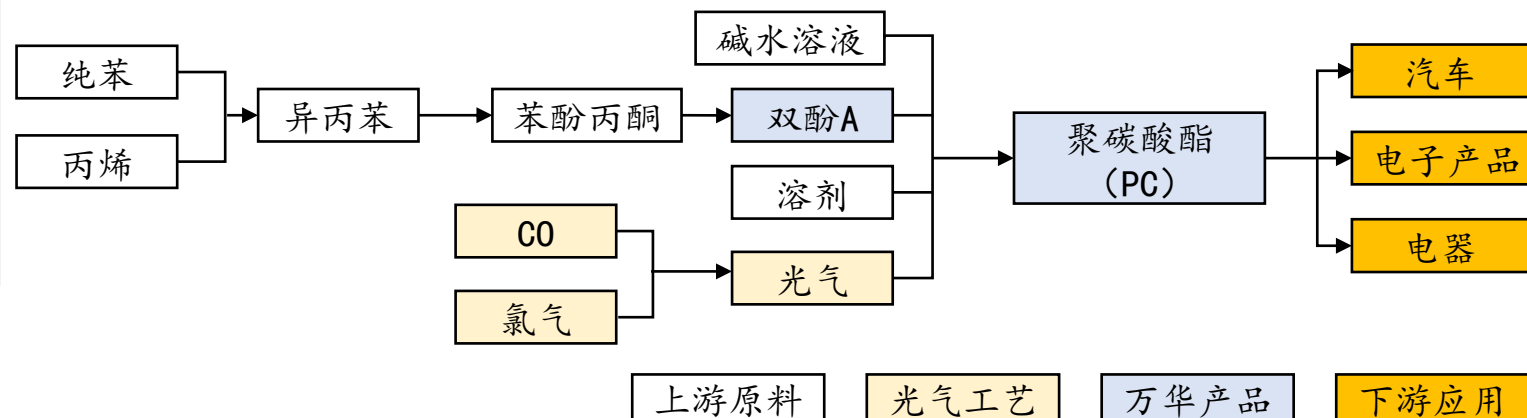 碱水溶液
纯苯
汽车
异丙苯
苯酚丙酮
双酚A
聚碳酸酯
（PC）
丙烯
电子产品
溶剂
CO
光气
电器
氯气
上游原料
光气工艺
万华产品
下游应用